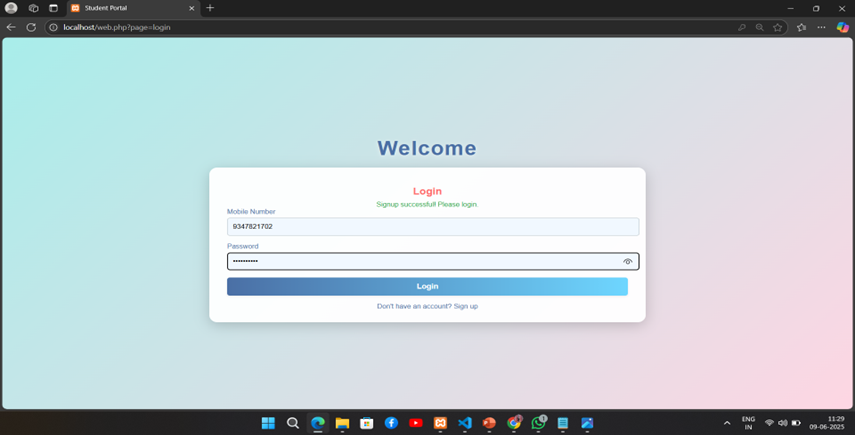 Student Portal
localhost/web.php?page=login
Welcome
Login
Signup successful! Please login.
Mobile Number
9347821702
Password
••••••••••
Login
Don't have an account? Sign up
ENG
IN
11:29
09-06-2025